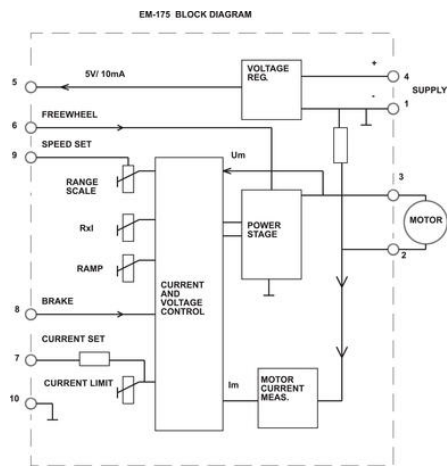 EM-175 BLOCK DIAGRAM
5V/ 10mA
5
VOLTAGE
REG.
+
4
SUPPLY
-
1
FREEWHEEL
6
SPEED SET
9
RANGE
SCALE
Um
3
MOTOR
RxI
POWER
STAGE
2
RAMP
CURRENT
AND
VOLTAGE
CONTROL
BRAKE
8
CURRENT SET
7
CURRENT LIMIT
Im
MOTOR
CURRENT
MEAS.
10